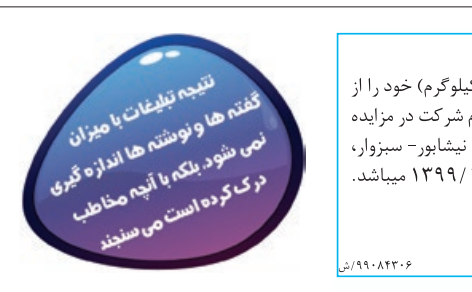 نتیجه تبلیغات با میزان
گفته ها و نوشته ها اندازه گیری
نمی شود، بلکه با آنچه مخاطب
درک کرده است می سنجند
کیلوگرم) خود را از
شرکت در مزایده
نیشابور- سبزوار،
/۱۳۹۹ میباشد.
۹۹۰۸۴۳۰۶/ش